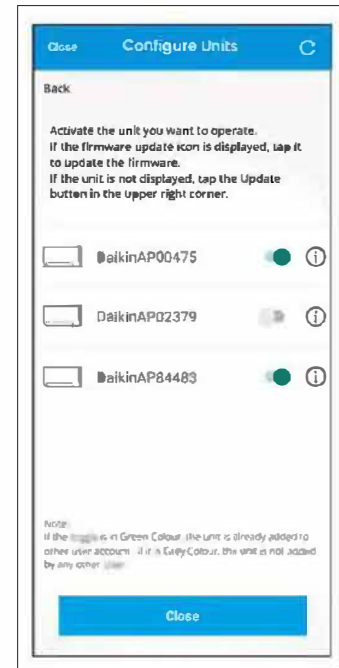 Close Configure Units
Back
Activate the unit you want to operate.
If the firmware update icon is displayed, tap it
to update the firmware.
If the unit is not displayed, tap the Update
button in the upper right corner.
DaikinAP00475
DaikinAP02379
DaikinAP84483
Note
If the toggle is in Green Colour, the unit is already added to
other user account. If it is Grey Colour, the unit is not added
by any other user
Close